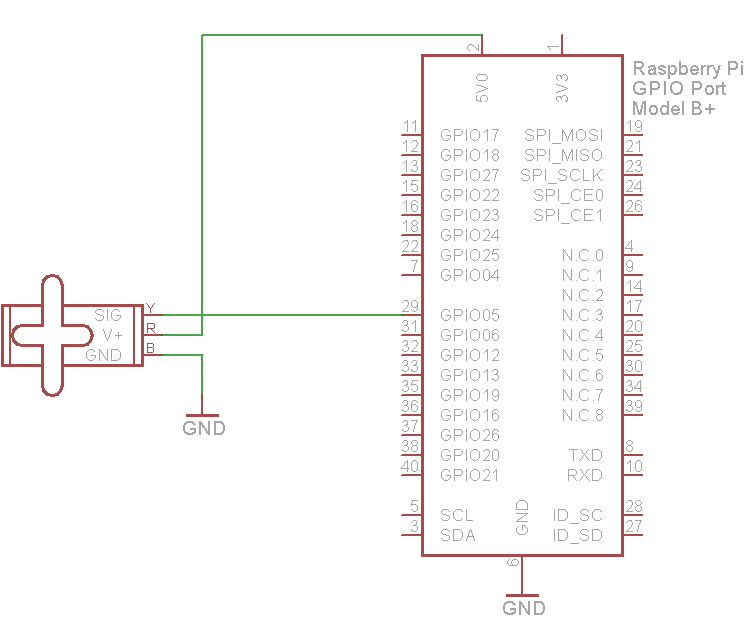 2
1
5V0
3V3
Raspberry Pi
GPIO Port
Model B+
11 GPIO17 SPI_MOSI 19
12 GPIO18 SPI_MISO 21
13 GPIO27 SPI_SCLK 23
15 GPIO22 SPI_CE0 24
16 GPIO23 SPI_CE1 26
18 GPIO24
22 GPIO25 N.C.0 4
7 GPIO04 N.C.1 9
N.C.2 14
29 GPIO05 N.C.3 17
31 GPIO06 N.C.4 20
32 GPIO12 N.C.5 25
33 GPIO13 N.C.6 30
35 GPIO19 N.C.7 34
36 GPIO16 N.C.8 39
37 GPIO26
38 GPIO20 TXD 8
40 GPIO21 RXD 10
5 SCL ID_SC 28
3 SDA ID_SD 27
GND
6
GND
SIG Y
V+ R
GND B
GND